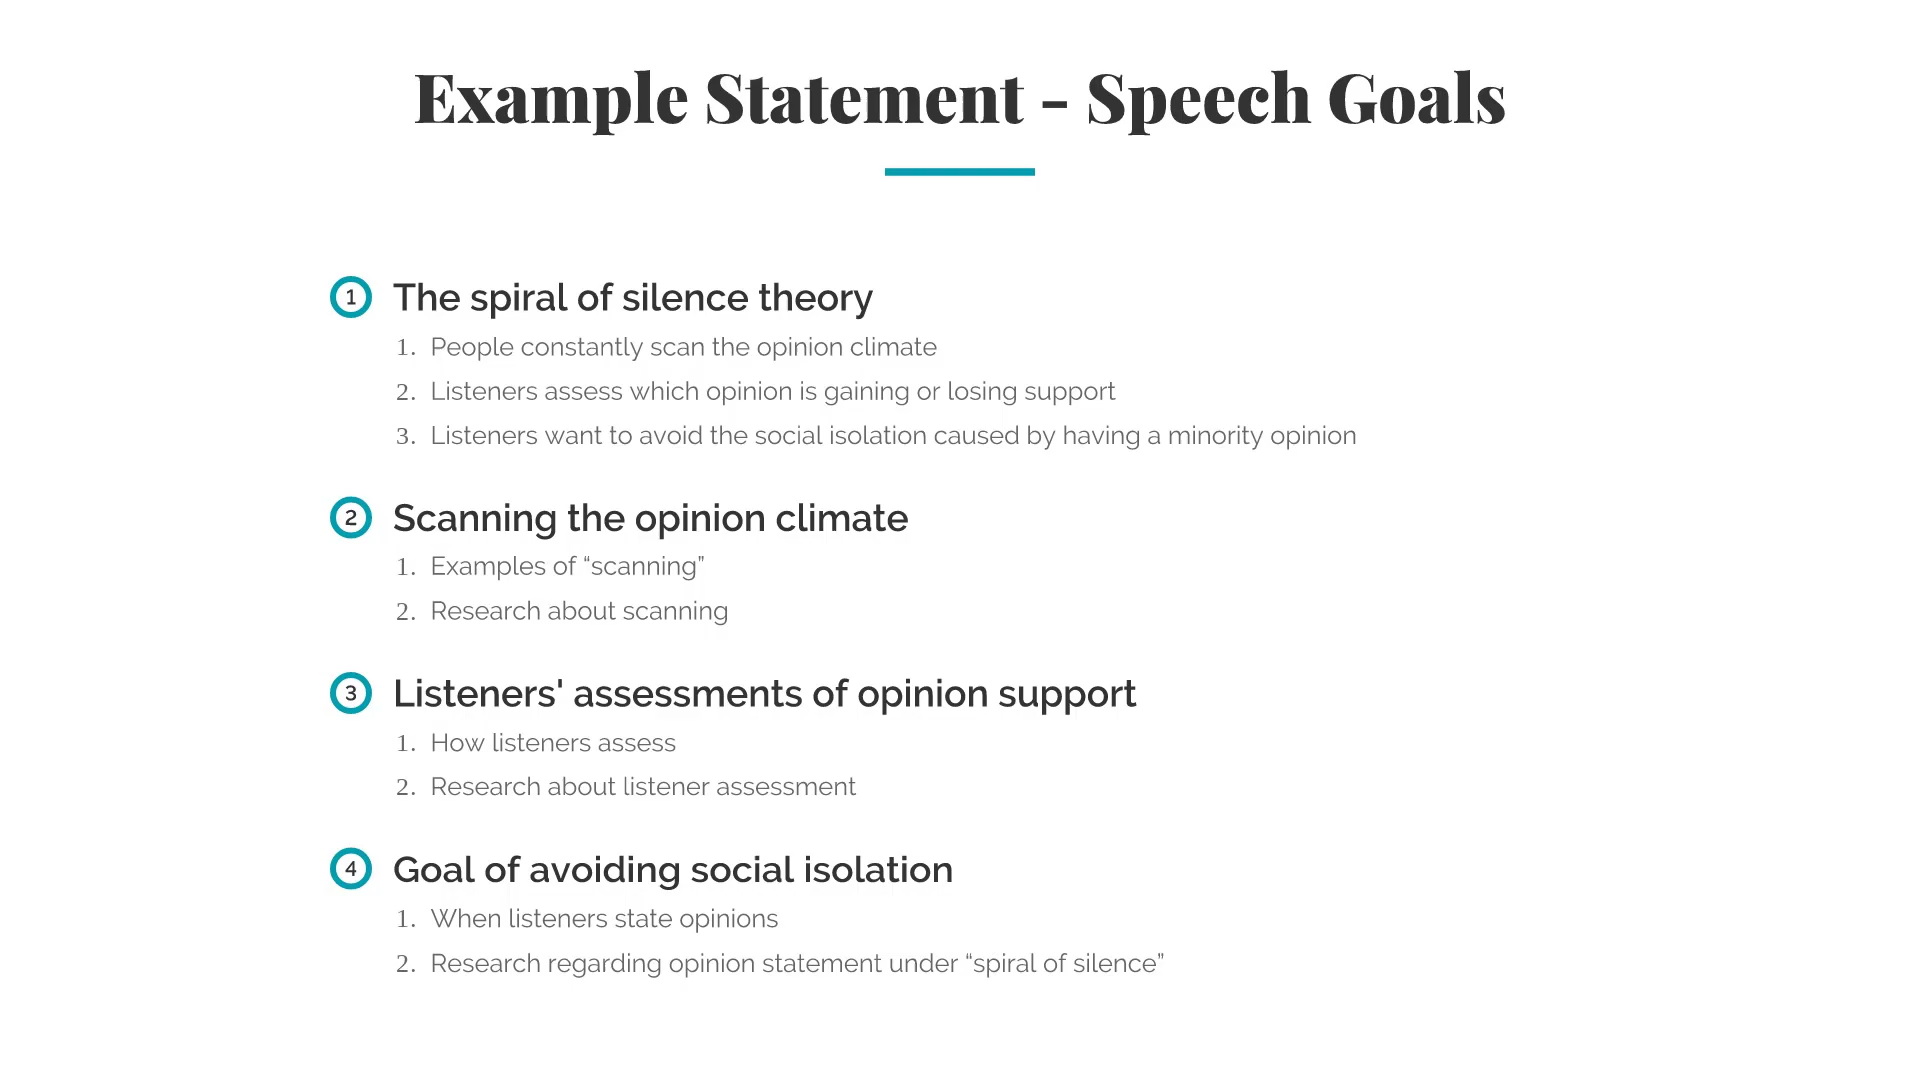 Example Statement - Speech Goals
1 The spiral of silence theory
1. People constantly scan the opinion climate
2. Listeners assess which opinion is gaining or losing support
3. Listeners want to avoid the social isolation caused by having a minority opinion
2 Scanning the opinion climate
1. Examples of “scanning”
2. Research about scanning
3 Listeners' assessments of opinion support
1. How listeners assess
2. Research about listener assessment
4 Goal of avoiding social isolation
1. When listeners state opinions
2. Research regarding opinion statement under “spiral of silence”